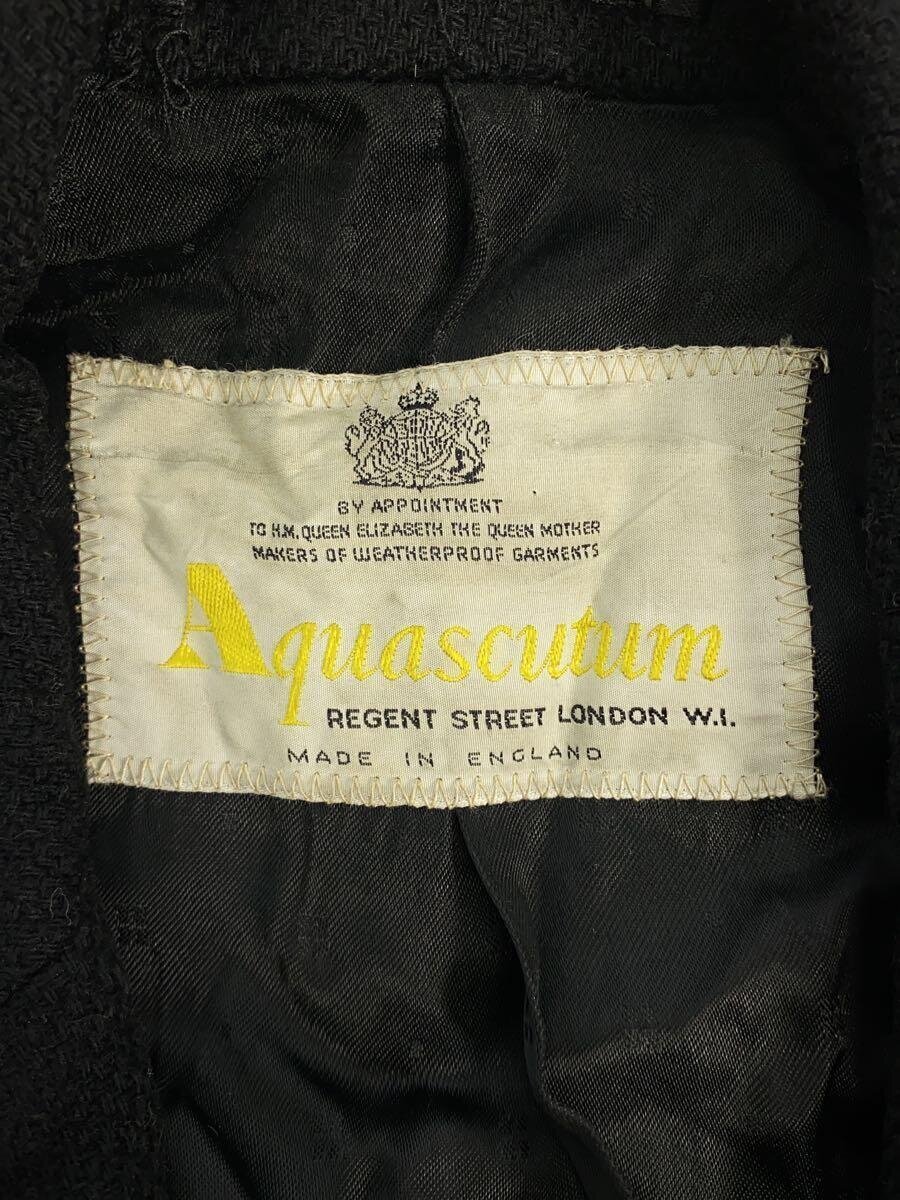 BY APPOINTMENT
TO H.M. QUEEN ELIZABETH THE QUEEN MOTHER
MAKERS OF WEATHERPROOF GARMENTS
Aquascutum
REGENT STREET LONDON W.I.
MADE IN ENGLAND